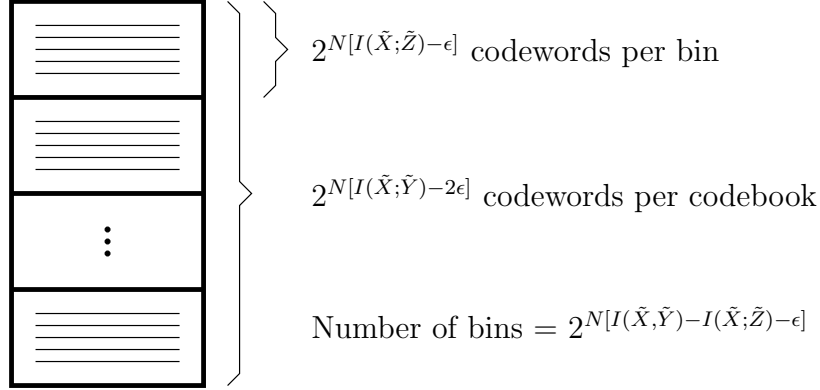 2^{N[I(\tilde{X};\tilde{Z})-\epsilon]} codewords per bin
2^{N[I(\tilde{X};\tilde{Y})-2\epsilon]} codewords per codebook
⋮
Number of bins = 2^{N[I(\tilde{X},\tilde{Y})-I(\tilde{X};\tilde{Z})-\epsilon]}